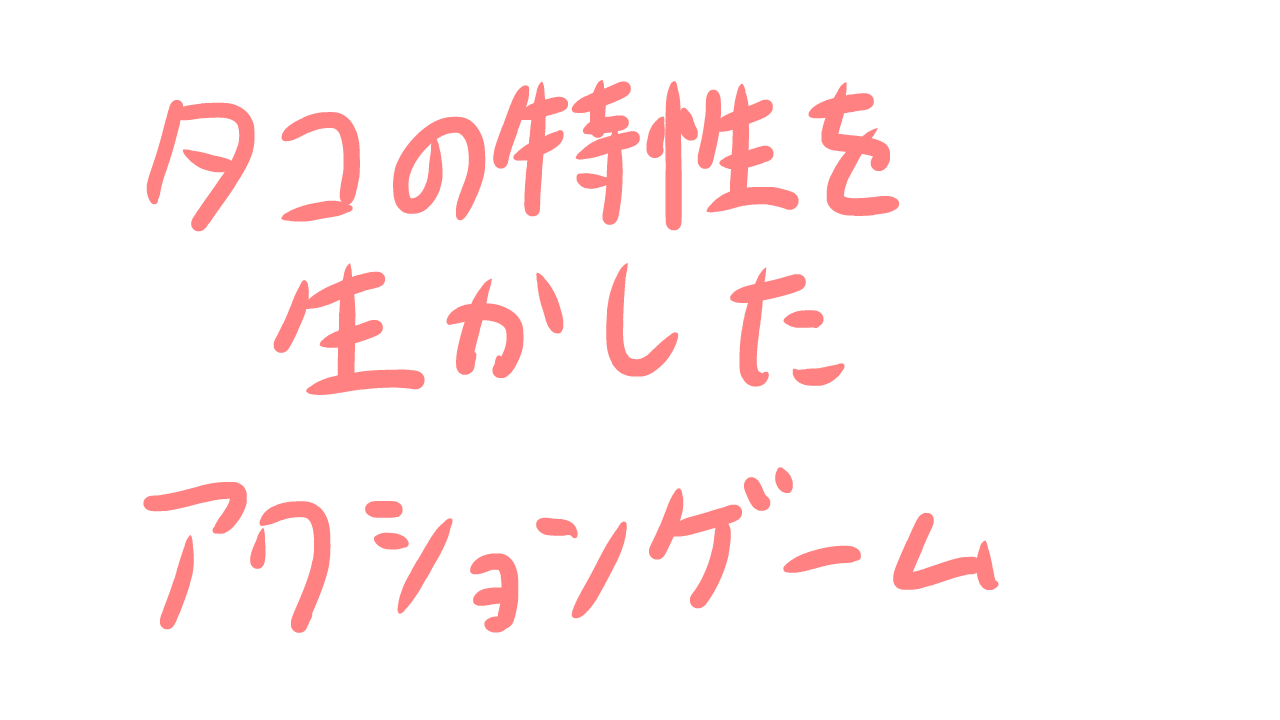 タコの特性を
生かした
アクションゲーム